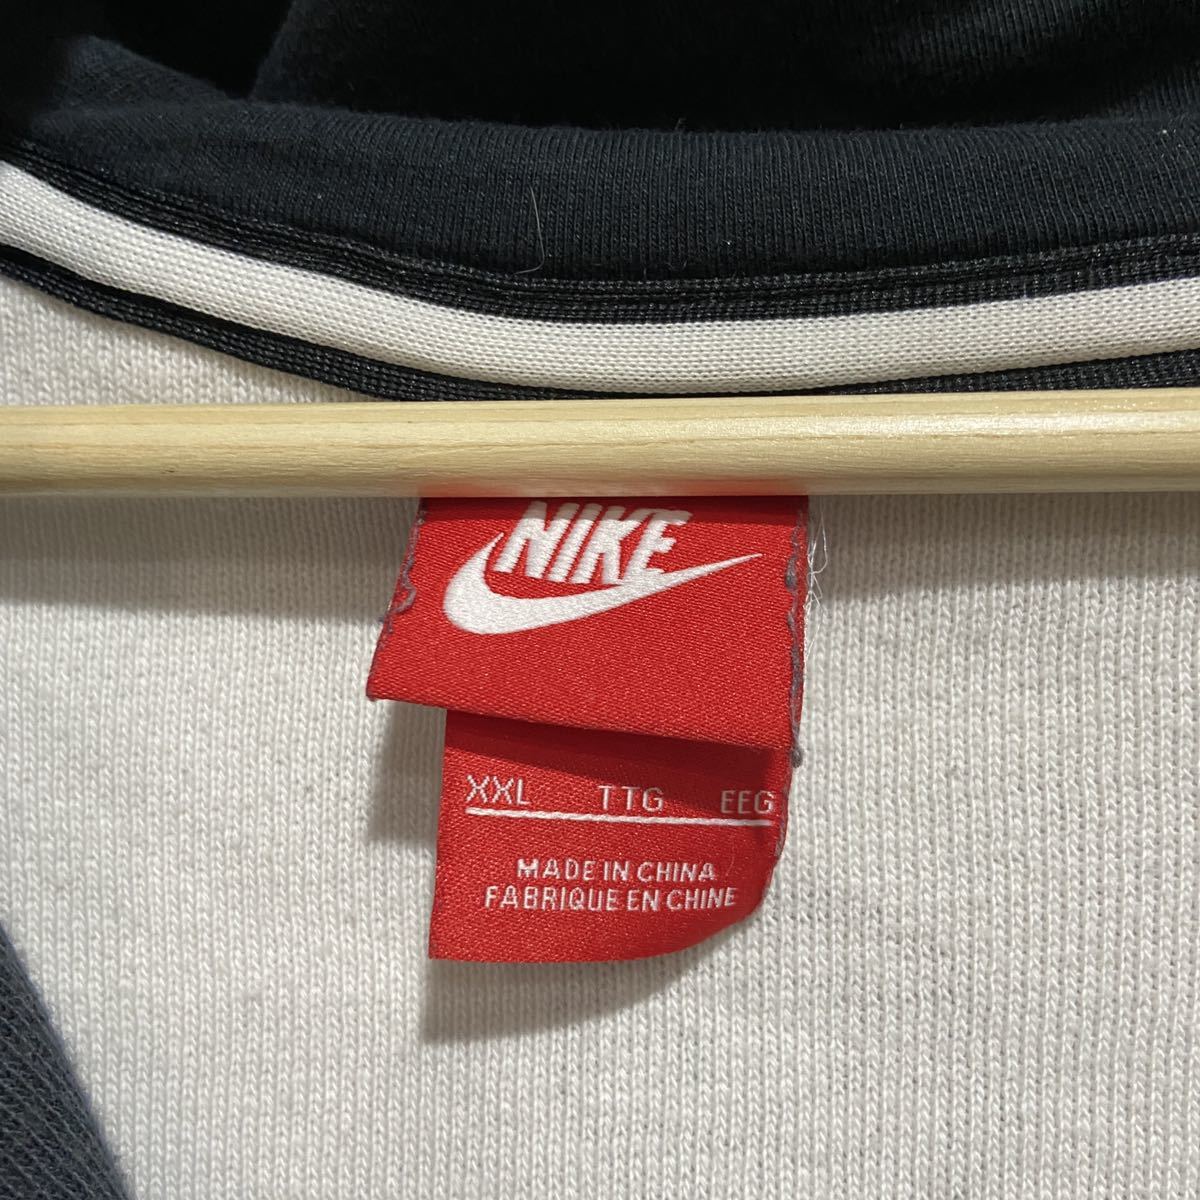 NIKE
XXL TTG EEG
MADE IN CHINA
FABRIQUE EN CHINE